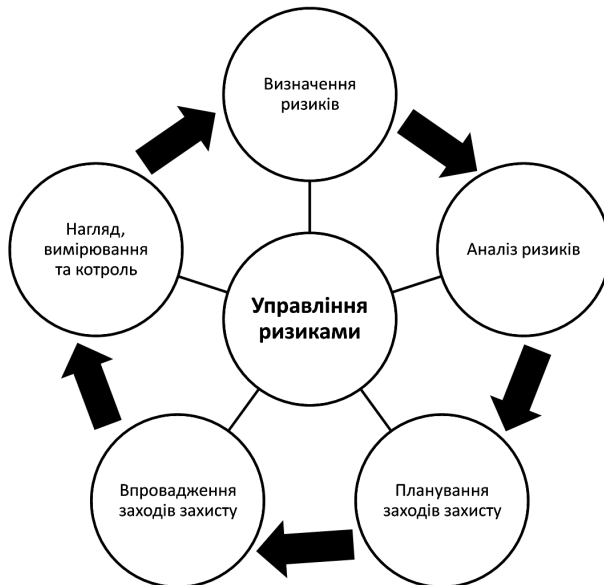 Визначення
ризиків
Аналіз ризиків
Планування
заходів захисту
Впровадження
заходів захисту
Нагляд,
вимірювання
та котроль
Управління
ризиками